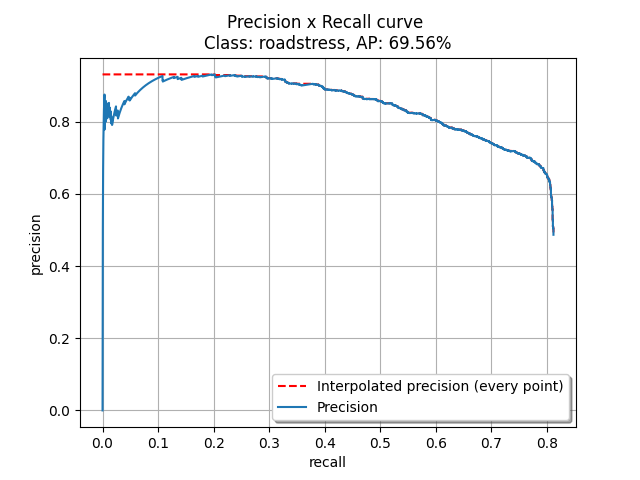 Precision x Recall curve
Class: roadstress, AP: 69.56%
precision
0.8
0.6
0.4
0.2
0.0
Interpolated precision (every point)
Precision
0.0 0.1 0.2 0.3 0.4 0.5 0.6 0.7 0.8
recall